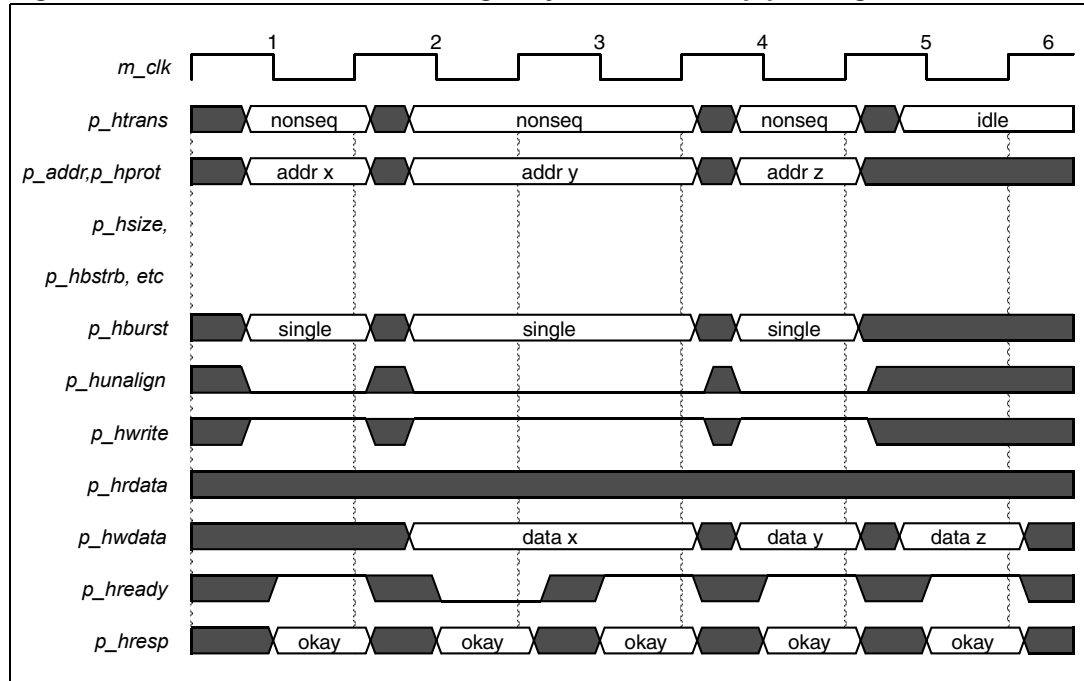 1 2 3 4 5 6
m_clk
p_htrans nonseq nonseq nonseq idle
p_addr,p_hprot addr x addr y addr z
p_hsize,
p_hbstrb, etc
p_hburst single single single
p_hunalign
p_hwrite
p_hrdata
p_hwdata data x data y data z
p_hready
p_hresp okay okay okay okay okay